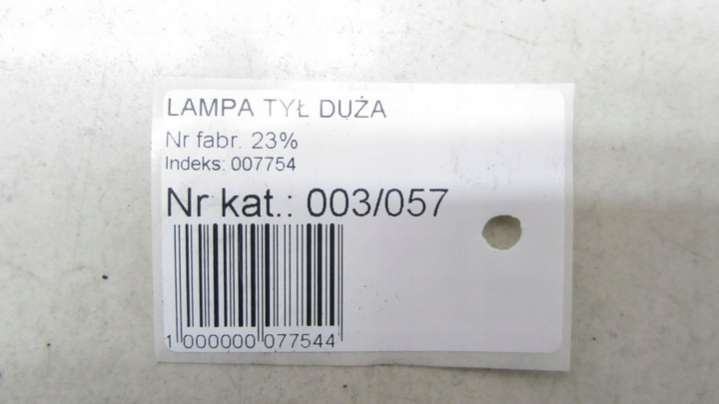 LAMPA TYŁ DUŻA
Nr fabr. 23%
Indeks: 007754
Nr kat.: 003/057
1 000000 077544